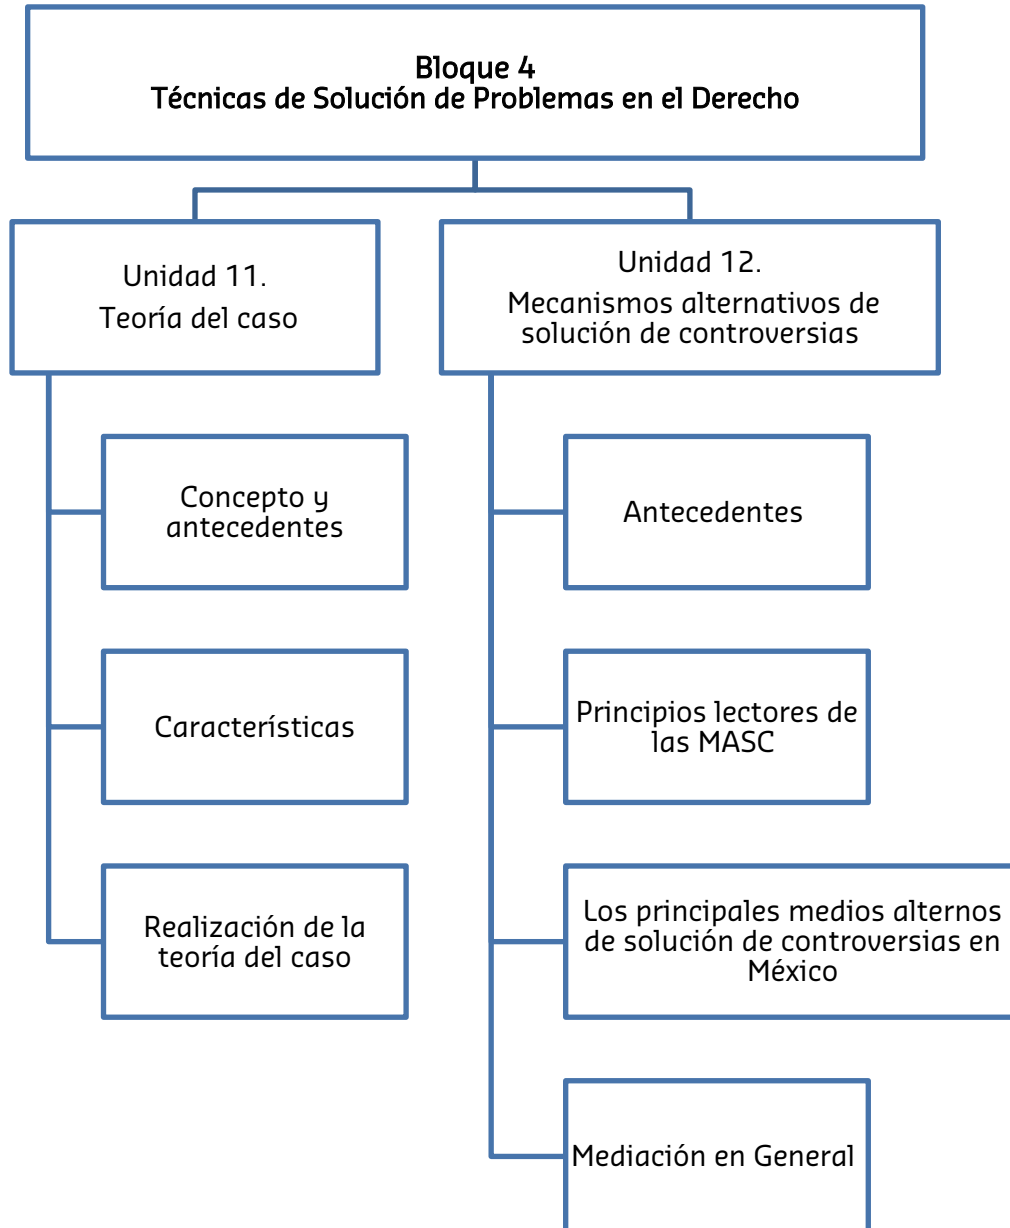 Bloque 4
Técnicas de Solución de Problemas en el Derecho
Unidad 11.
Teoría del caso
Concepto y
antecedentes
Características
Realización de la
teoría del caso
Unidad 12.
Mecanismos alternativos de
solución de controversias
Antecedentes
Principios lectores de
las MASC
Los principales medios alternos
de solución de controversias en
México
Mediación en General